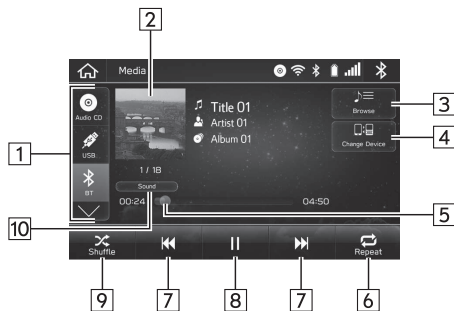 2
Media
Audio CD
USB
BT
Title 01
Artist 01
Album 01
1 / 18
Sound
00:24
04:50
Browse
Change Device
3
4
1
5
10
Shuffle
Repeat
9
7
8
7
6